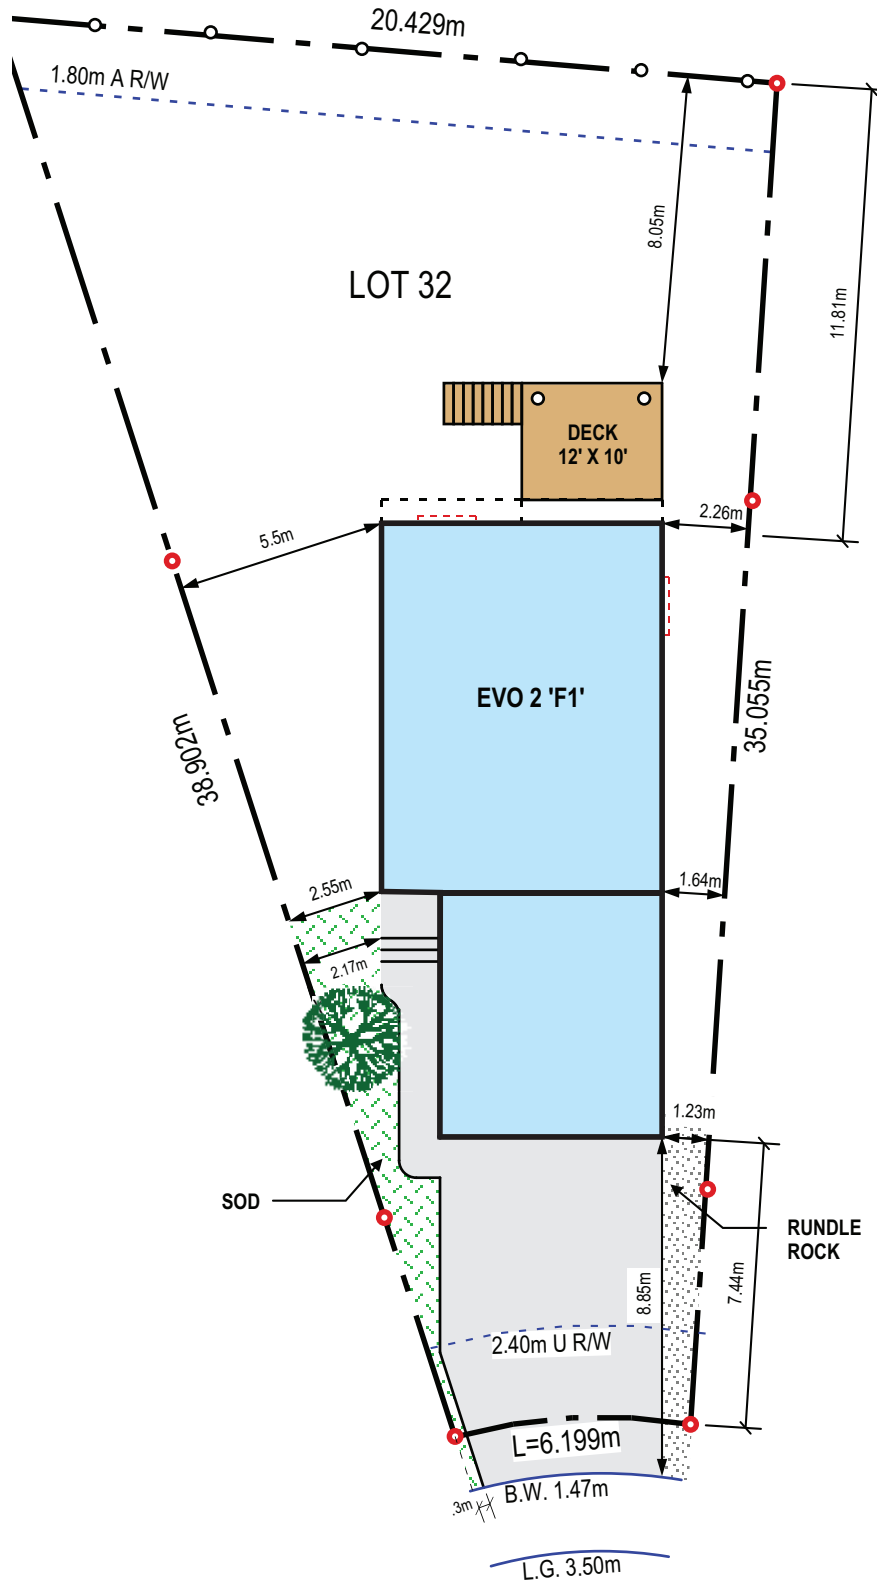 20.429m
1.80m A R/W
8.05m
LOT 32
11.81m
DECK
12' X 10'
2.26m
5.5m
EVO 2 'F1'
35.055m
38.902m
2.55m
1.64m
2.17m
1.23m
SOD
RUNDLE
ROCK
8.85m
7.44m
2.40m U R/W
L=6.199m
B.W. 1.47m
.3m
L.G. 3.50m